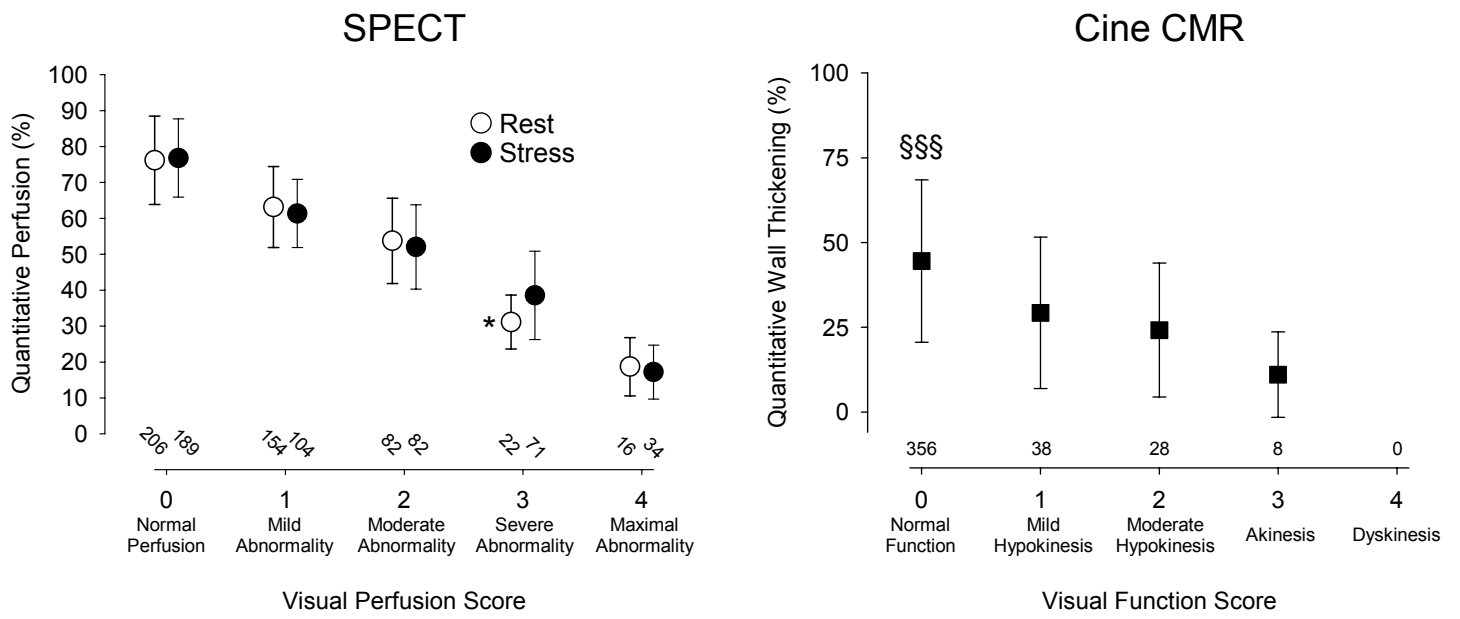 SPECT
Quantitative Perfusion (%)
100
90
80
70
60
50
40
30
20
10
0
Rest
Stress
*
206 189 154 104 82 82 22 71 16 34
0 1 2 3 4
Normal Mild Moderate Severe Maximal
Perfusion Abnormality Abnormality Abnormality Abnormality
Visual Perfusion Score
Cine CMR
Quantitative Wall Thickening (%)
100
75
50
25
0
§§§
356 38 28 8 0
0 1 2 3 4
Normal Mild Moderate Akinesis Dyskinesis
Function Hypokinesis Hypokinesis
Visual Function Score